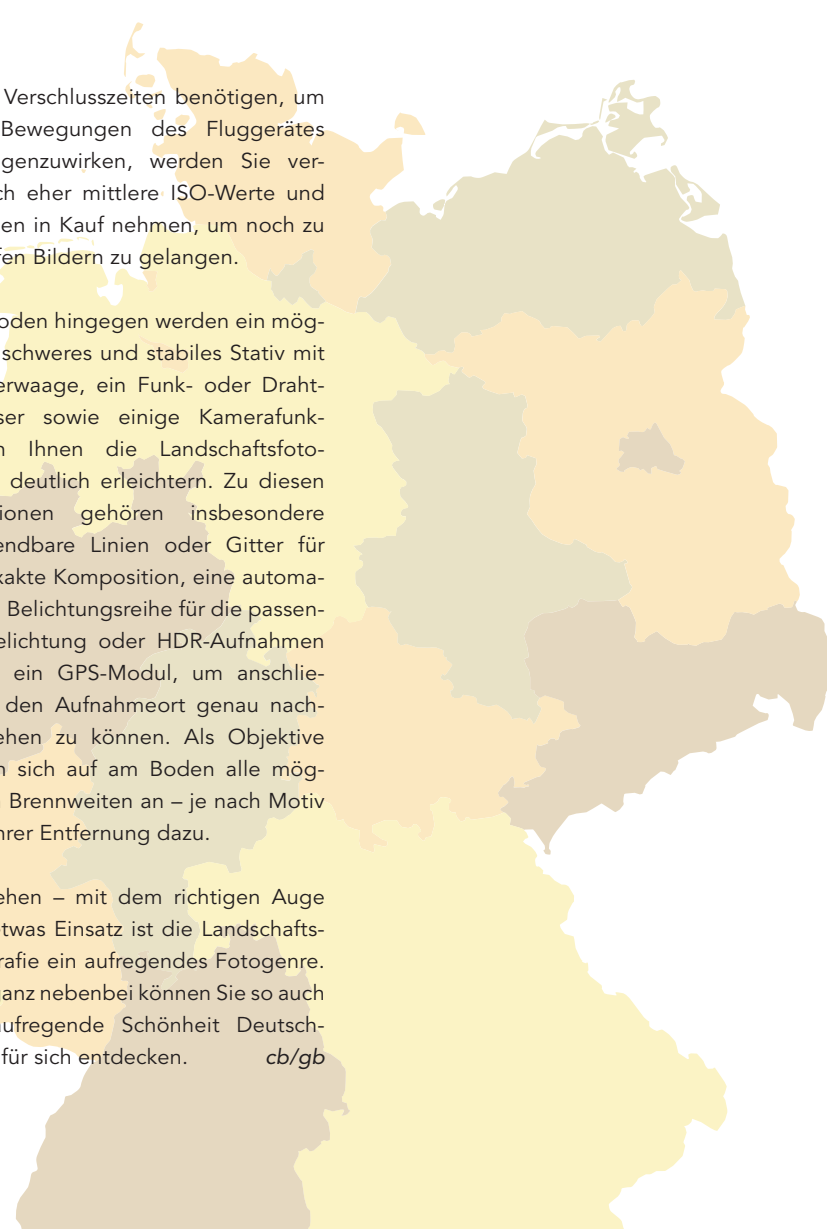 Verschlusszeiten benötigen, um
Bewegungen des Fluggerätes
genzuwirken, werden Sie ver-
ch eher mittlere ISO-Werte und
en in Kauf nehmen, um noch zu
fen Bildern zu gelangen.
oden hingegen werden ein mög-
schweres und stabiles Stativ mit
erwaage, ein Funk- oder Draht-
ser sowie einige Kamerafunk-
n Ihnen die Landschaftsfoto-
deutlich erleichtern. Zu diesen
ionen gehören insbesondere
endbare Linien oder Gitter für
xakte Komposition, eine automa-
Belichtungsreihe für die passen-
elichtung oder HDR-Aufnahmen
ein GPS-Modul, um anschlie-
den Aufnahmeort genau nach-
ehen zu können. Als Objektive
n sich auf am Boden alle mög-
n Brennweiten an – je nach Motiv
hrer Entfernung dazu.
ehen – mit dem richtigen Auge
etwas Einsatz ist die Landschafts-
rafie ein aufregendes Fotogenre.
ganz nebenbei können Sie so auch
aufregende Schönheit Deutsch-
für sich entdecken. cb/gb